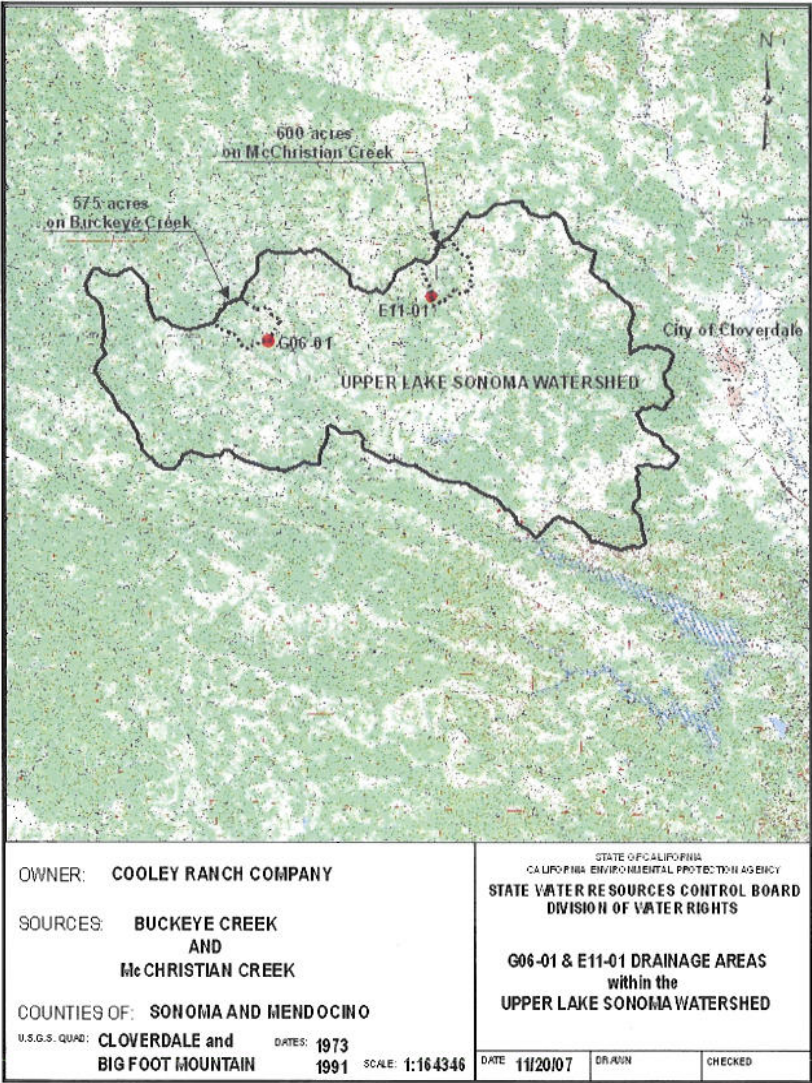 N
600 acres
on McChristian Creek
575 acres
on Buckeye Creek
E11-01
City of Cloverdale
G06-01
UPPER LAKE SONOMA WATERSHED
OWNER: COOLEY RANCH COMPANY
SOURCES: BUCKEYE CREEK
AND
McCHRISTIAN CREEK
COUNTIES OF: SONOMA AND MENDOCINO
U.S.G.S. QUAD: CLOVERDALE and DATES: 1973
BIG FOOT MOUNTAIN 1991 SCALE: 1:164346
STATE OF CALIFORNIA
CALIFORNIA ENVIRONMENTAL PROTECTION AGENCY
STATE WATER RESOURCES CONTROL BOARD
DIVISION OF WATER RIGHTS
G06-01 & E11-01 DRAINAGE AREAS
within the
UPPER LAKE SONOMA WATERSHED
DATE 11/20/07 DRAWN CHECKED